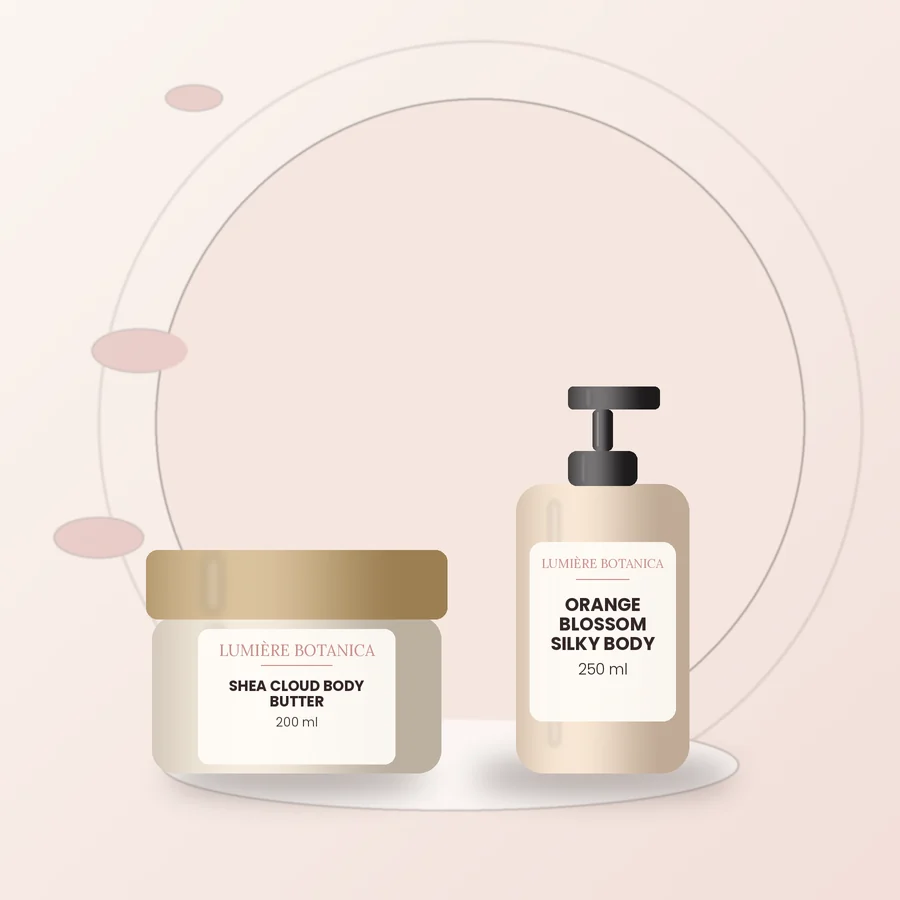 LUMIÈRE BOTANICA
SHEA CLOUD BODY
BUTTER
200 ml
LUMIÈRE BOTANICA
ORANGE
BLOSSOM
SILKY BODY
250 ml